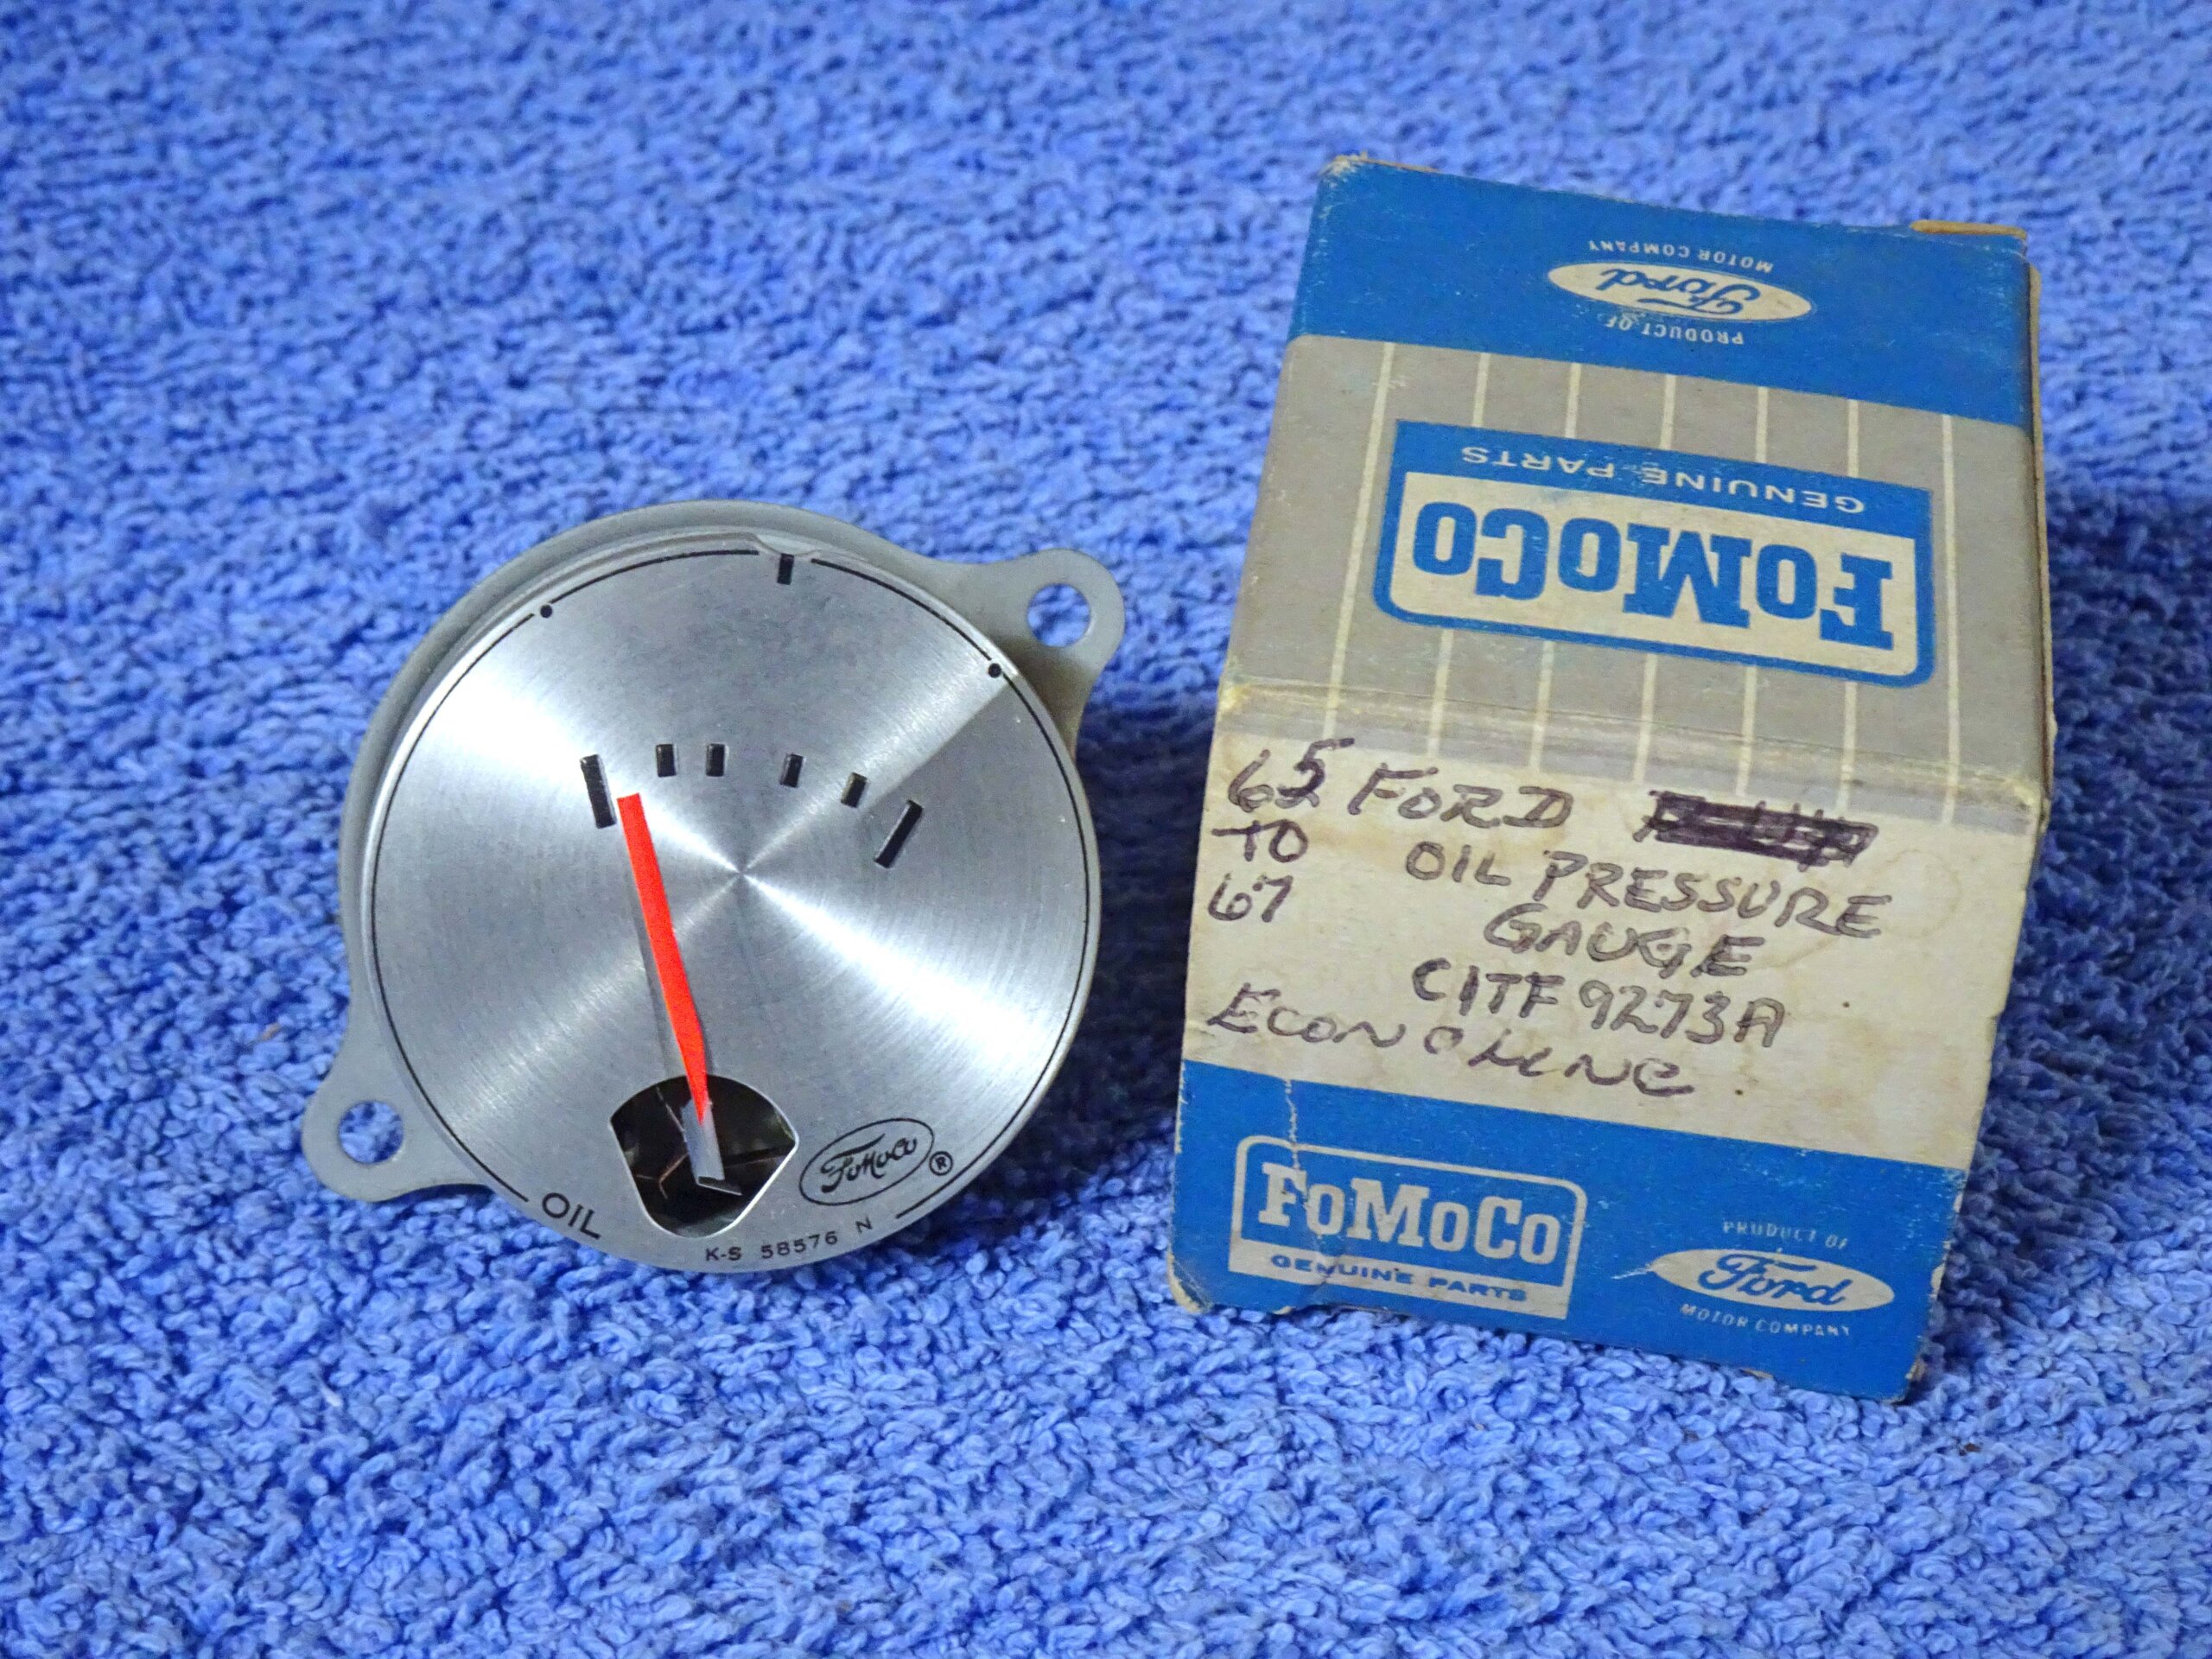 OIL
FoMoCo ®
K-S 58576 N
PRODUCT OF
Ford
MOTOR COMPANY
GENUINE PARTS
FoMoCo
65 FORD
TO OIL PRESSURE
67 GAUGE
C1TF 9273A
ECONOLINE
FoMoCo
GENUINE PARTS
PRODUCT OF
Ford
MOTOR COMPANY